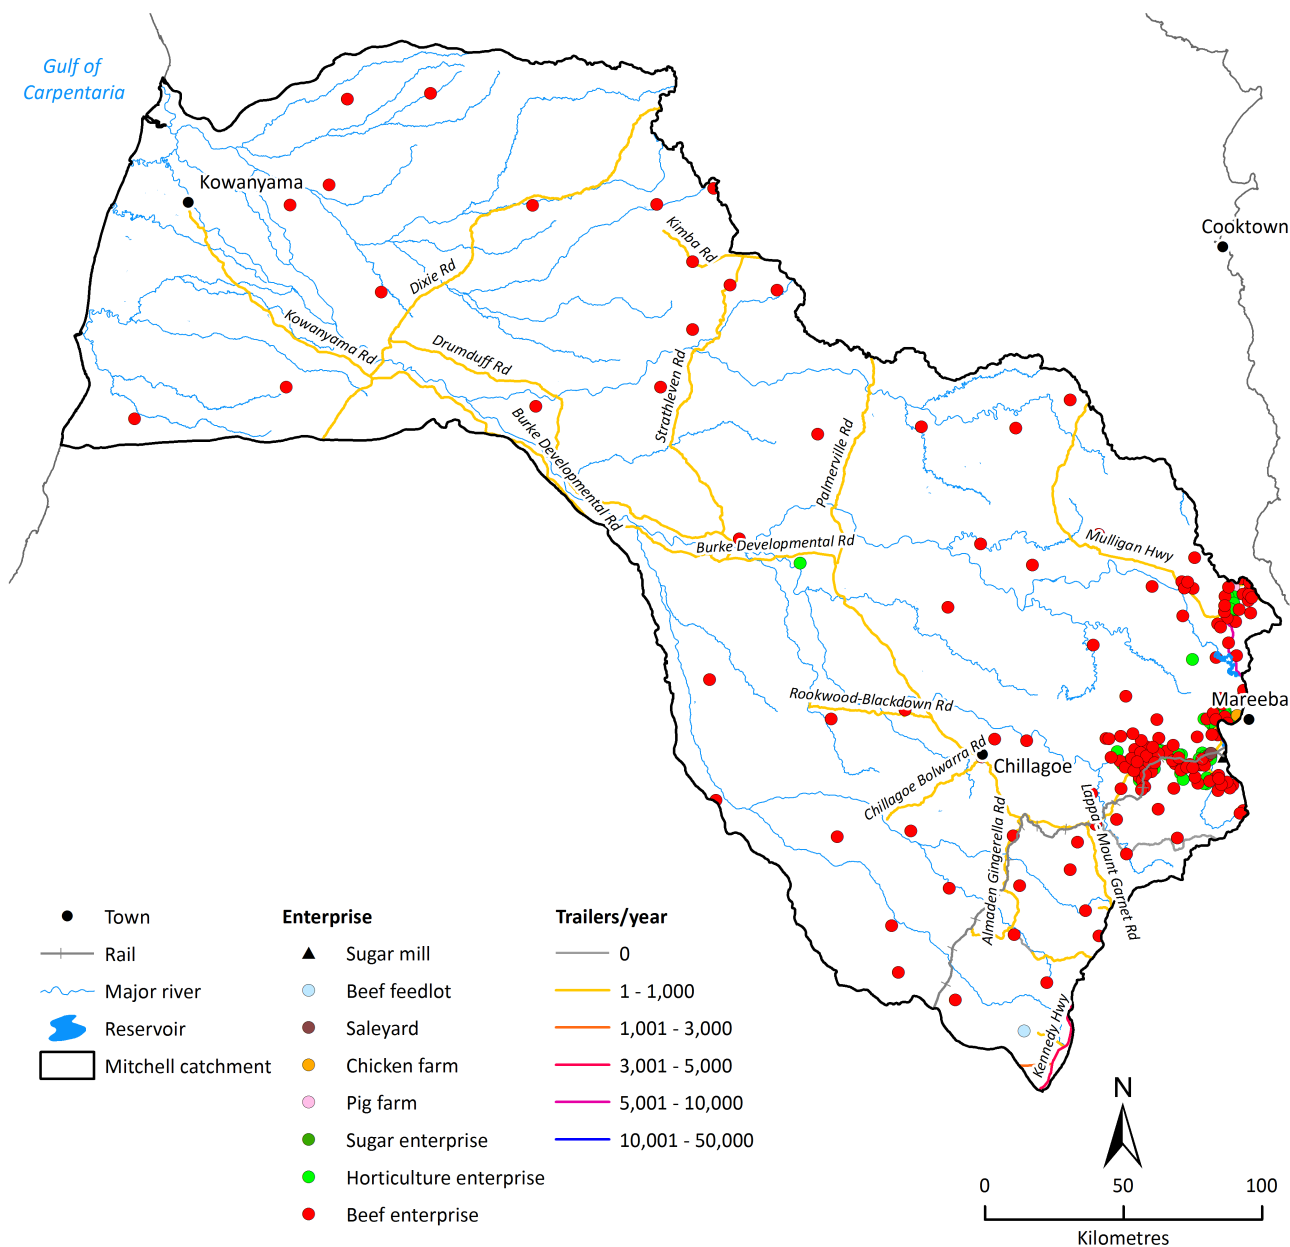 Gulf of
Carpentaria
Kowanyama
Cooktown
Kimba Rd
Dixie Rd
Kowanyama Rd
Drumduff Rd
Strathleven Rd
Burke Developmental Rd
Palmerville Rd
Burke Developmental Rd
Mulligan Hwy
Rookwood-Blackdown Rd
Mareeba
Chillagoe Bolwarra Rd
Chillagoe
Almaden Gingerella Rd
Lappa Mount Garnet Rd
Kennedy Hwy
Town
Rail
Major river
Reservoir
Mitchell catchment
Enterprise
Sugar mill
Beef feedlot
Saleyard
Chicken farm
Pig farm
Sugar enterprise
Horticulture enterprise
Beef enterprise
Trailers/year
0
1 - 1,000
1,001 - 3,000
3,001 - 5,000
5,001 - 10,000
10,001 - 50,000
N
0 50 100
Kilometres